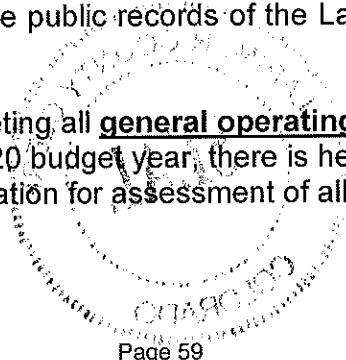 e public records of the La
eting all general operating
20 budget year, there is he
ation for assessment of all
COLORADO
Page 59